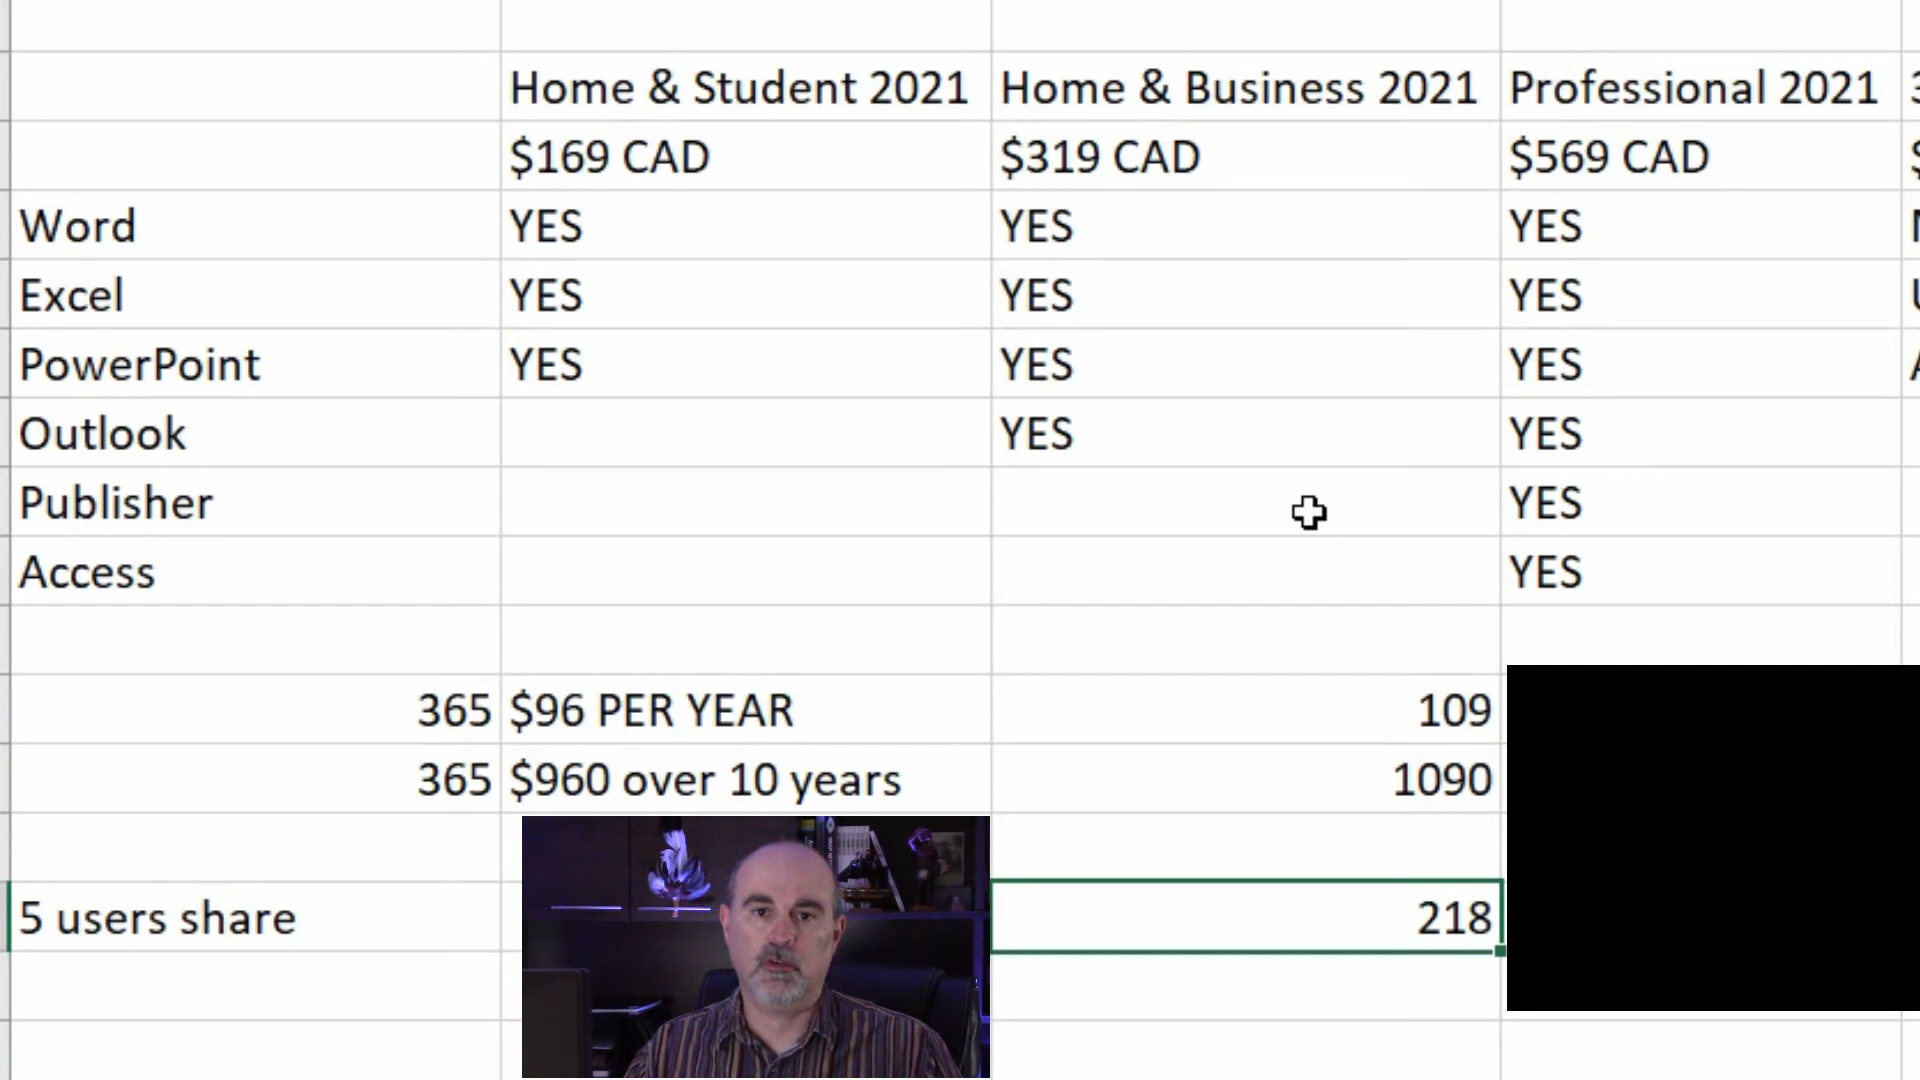 Home & Student 2021 Home & Business 2021 Professional 2021
$169 CAD $319 CAD $569 CAD
Word YES YES YES
Excel YES YES YES
PowerPoint YES YES YES
Outlook YES YES
Publisher YES
Access YES
365 $96 PER YEAR 109
365 $960 over 10 years 1090
5 users share 218